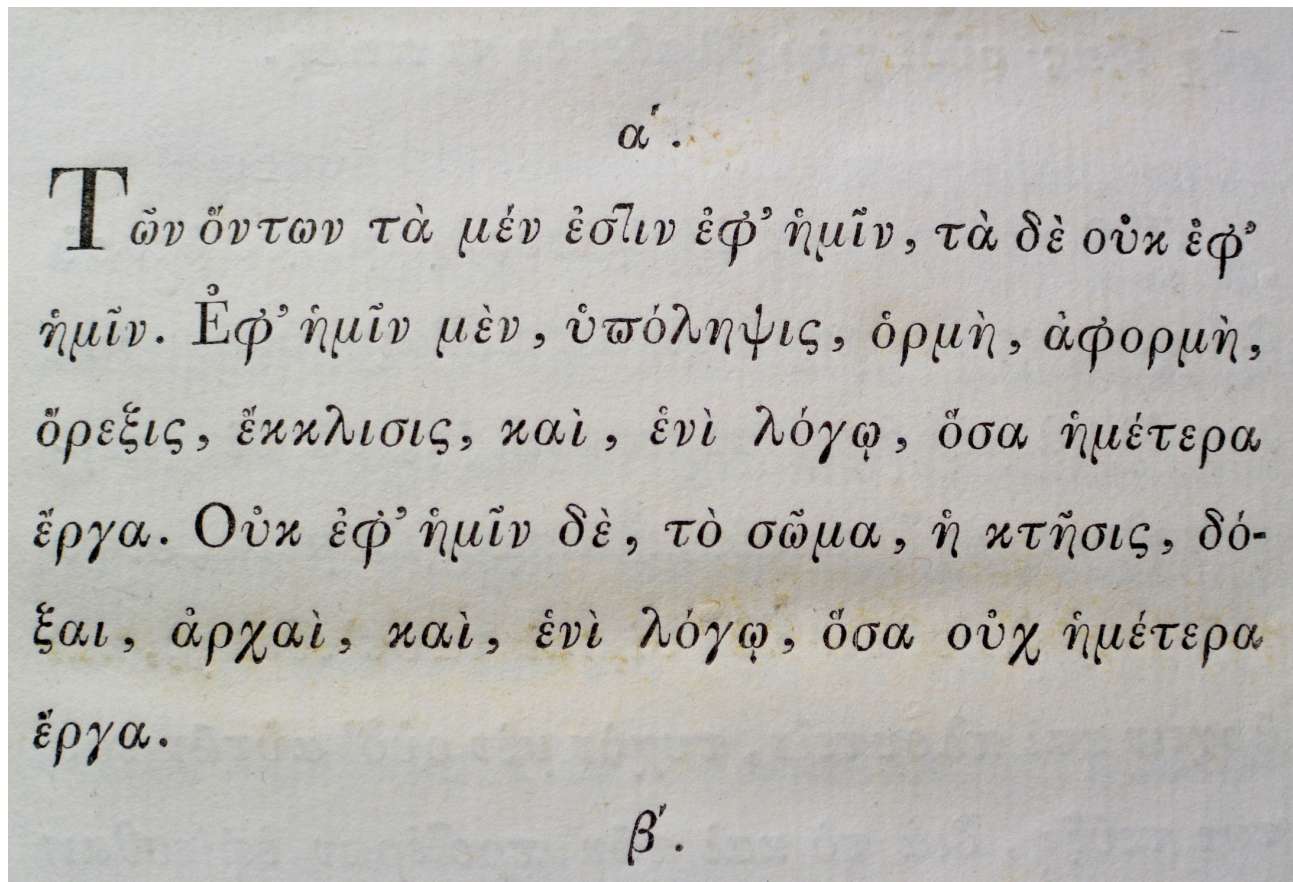 α΄.
Τῶν ὄντων τὰ μέν ἐστιν ἐφ’ ἡμῖν, τὰ δὲ οὐκ ἐφ’
ἡμῖν. Ἐφ’ ἡμῖν μὲν, ὑπόληψις, ὁρμὴ, ἀφορμὴ,
ὄρεξις, ἔκκλισις, καὶ, ἑνὶ λόγῳ, ὅσα ἡμέτερα
ἔργα. Οὐκ ἐφ’ ἡμῖν δὲ, τὸ σῶμα, ἡ κτῆσις, δό-
ξαι, ἀρχαὶ, καὶ, ἑνὶ λόγῳ, ὅσα οὐχ ἡμέτερα
ἔργα.
β΄.